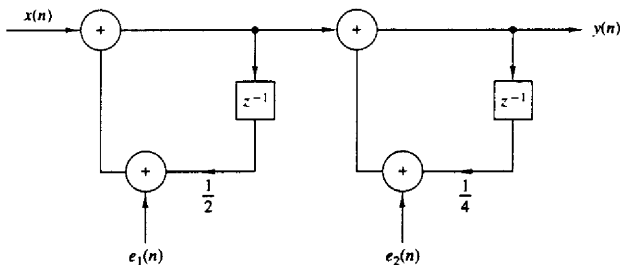 x(n)
+
+
y(n)
z⁻¹
z⁻¹
+
1/2
+
1/4
e₁(n)
e₂(n)